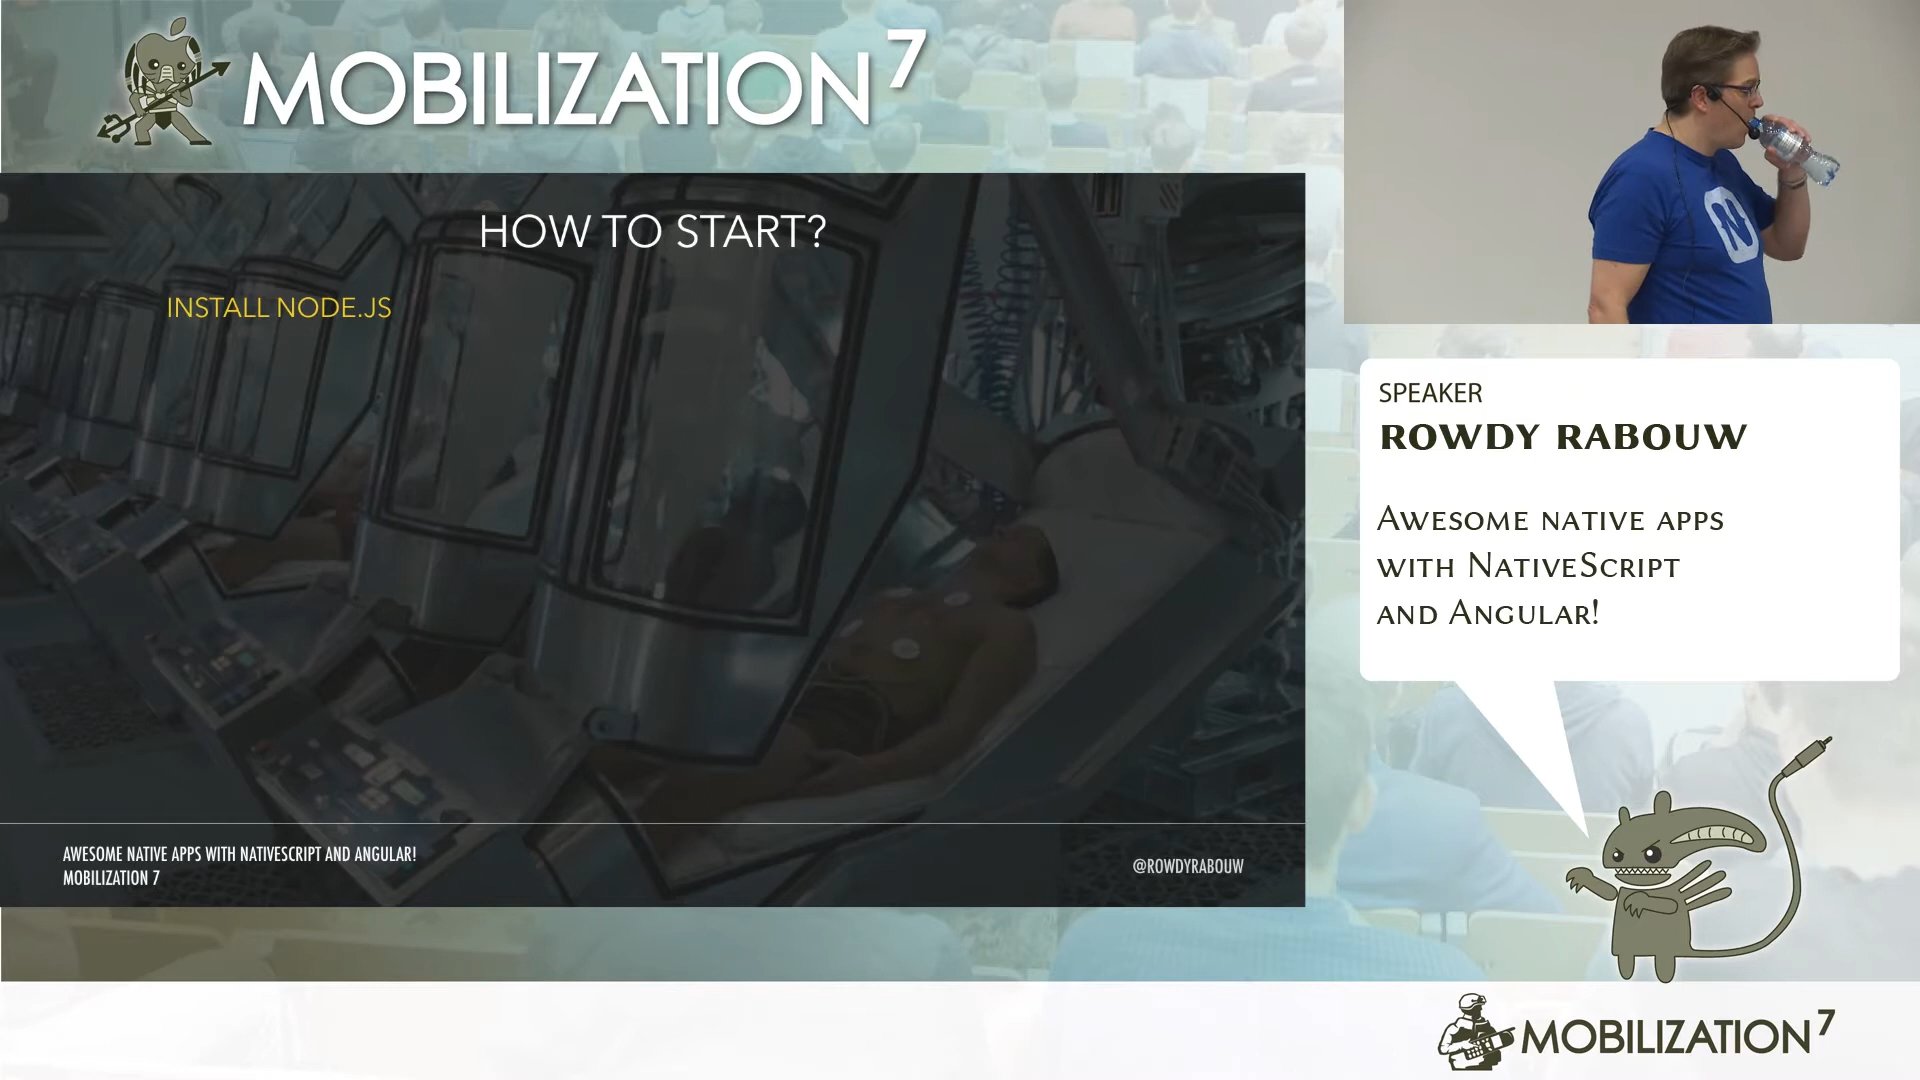 MOBILIZATION 7
HOW TO START?
INSTALL NODE.JS
AWESOME NATIVE APPS WITH NATIVESCRIPT AND ANGULAR!
MOBILIZATION 7
@ROWDYRABOUW
N
SPEAKER
ROWDY RABOUW
AWESOME NATIVE APPS
WITH NATIVESCRIPT
AND ANGULAR!
MOBILIZATION 7